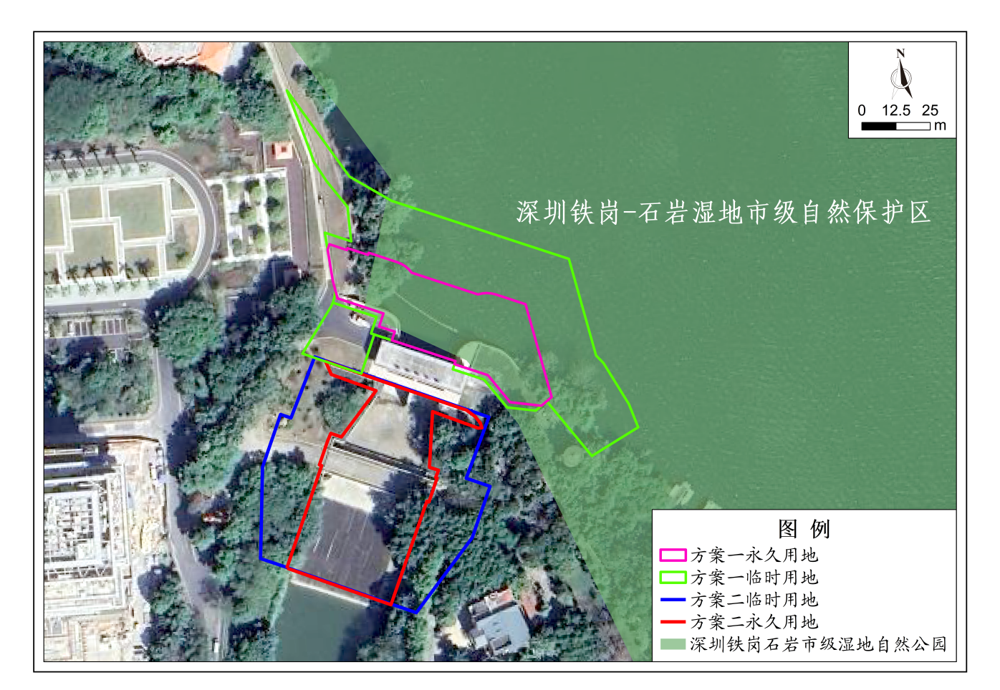 N
0 12.5 25
m
深圳铁岗-石岩湿地市级自然保护区
图 例
方案一永久用地
方案一临时用地
方案二临时用地
方案二永久用地
深圳铁岗石岩市级湿地自然公园